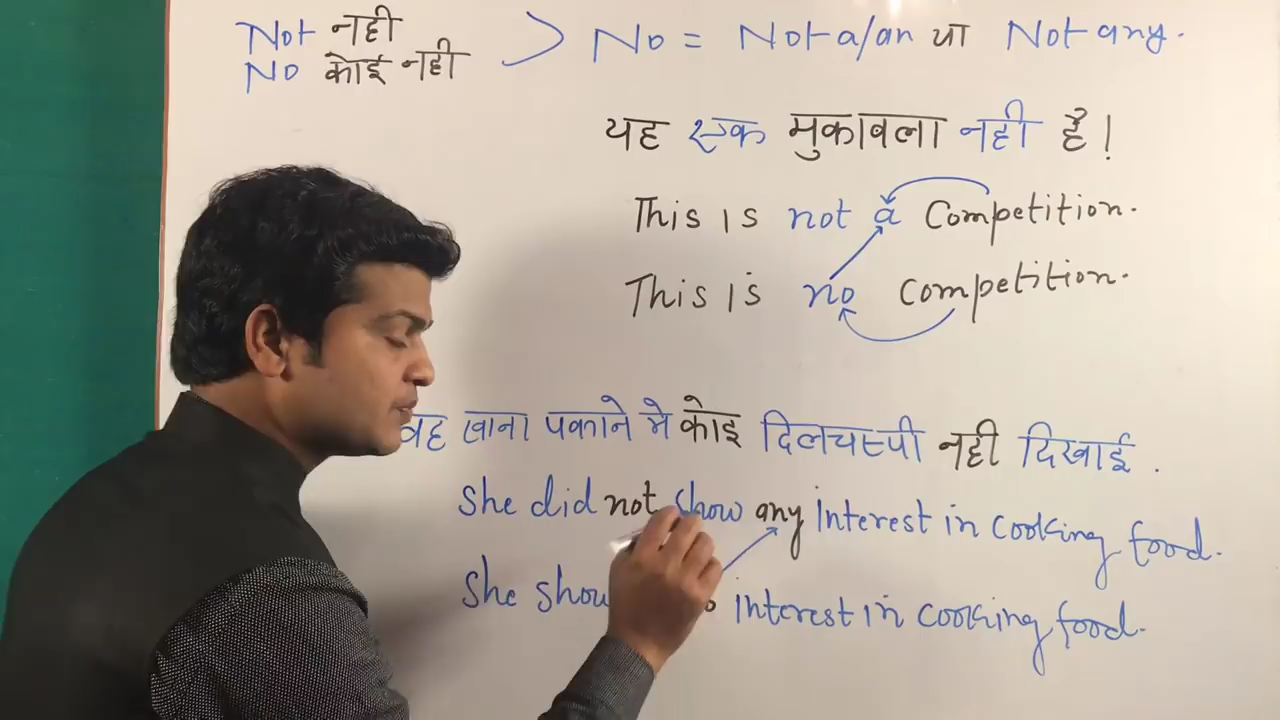 Not नही
NO कोई नही
No = Not a/an या Not any.
यह एक मुकाबला नही है।
This is not a Competition.
This is no Competition.
वह खाना पकाने मे कोई दिलचस्पी नही दिखाई .
She did not show any interest in cooking food.
She interest in cooking food.